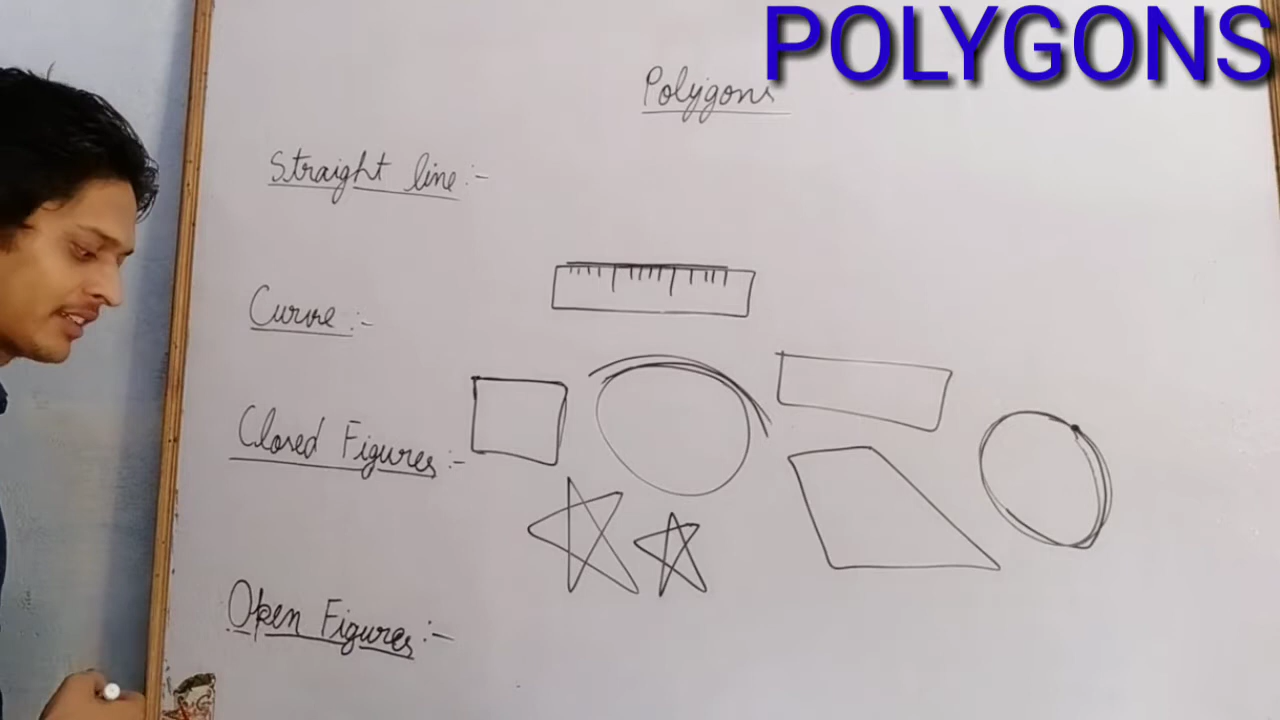 POLYGONS
Polygons
Straight line :-
Curve :-
Closed Figures :-
Open Figures :-